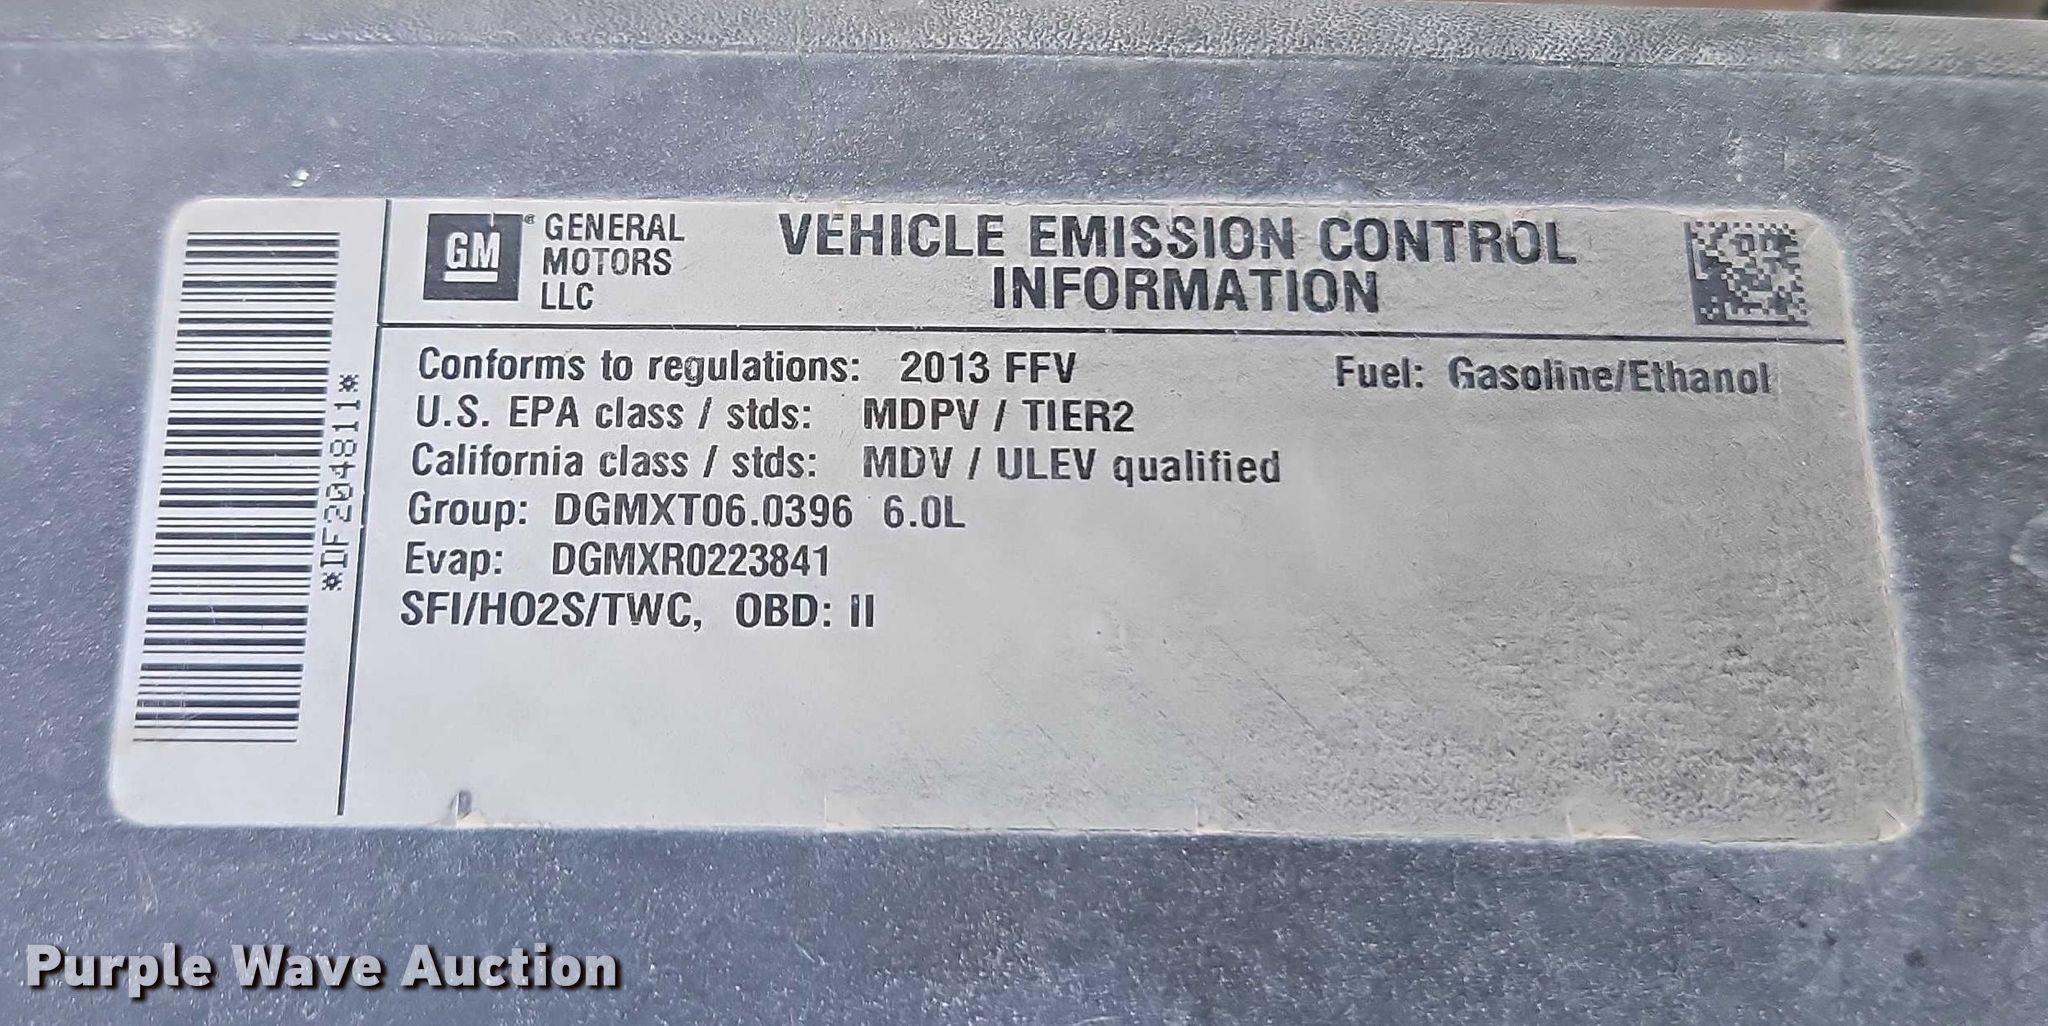 *DF204811*
GM
GENERAL
MOTORS
LLC
VEHICLE EMISSION CONTROL
INFORMATION
Conforms to regulations: 2013 FFV Fuel: Gasoline/Ethanol
U.S. EPA class / stds: MDPV / TIER2
California class / stds: MDV / ULEV qualified
Group: DGMXT06.0396 6.0L
Evap: DGMXR0223841
SFI/HO2S/TWC, OBD: II
Purple Wave Auction